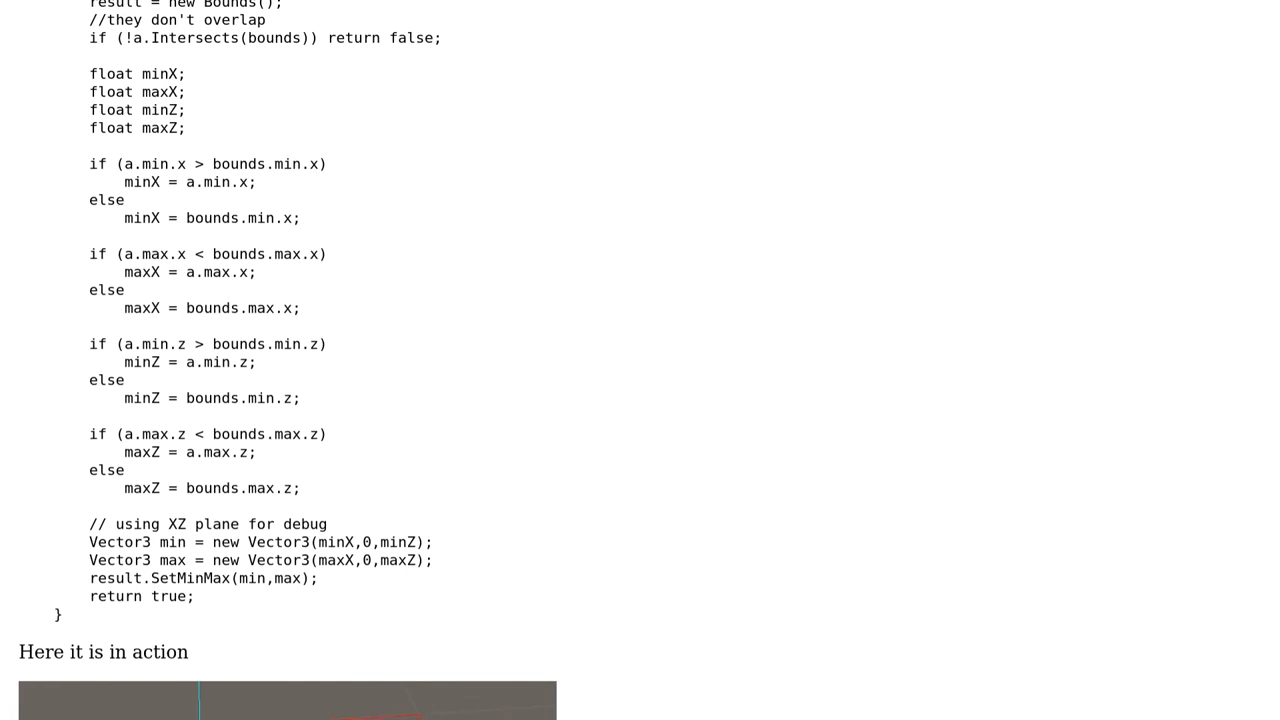 result = new Bounds();
//they don't overlap
if (!a.Intersects(bounds)) return false;
float minX;
float maxX;
float minZ;
float maxZ;
if (a.min.x > bounds.min.x)
minX = a.min.x;
else
minX = bounds.min.x;
if (a.max.x < bounds.max.x)
maxX = a.max.x;
else
maxX = bounds.max.x;
if (a.min.z > bounds.min.z)
minZ = a.min.z;
else
minZ = bounds.min.z;
if (a.max.z < bounds.max.z)
maxZ = a.max.z;
else
maxZ = bounds.max.z;
// using XZ plane for debug
Vector3 min = new Vector3(minX,0,minZ);
Vector3 max = new Vector3(maxX,0,maxZ);
result.SetMinMax(min,max);
return true;
}
Here it is in action